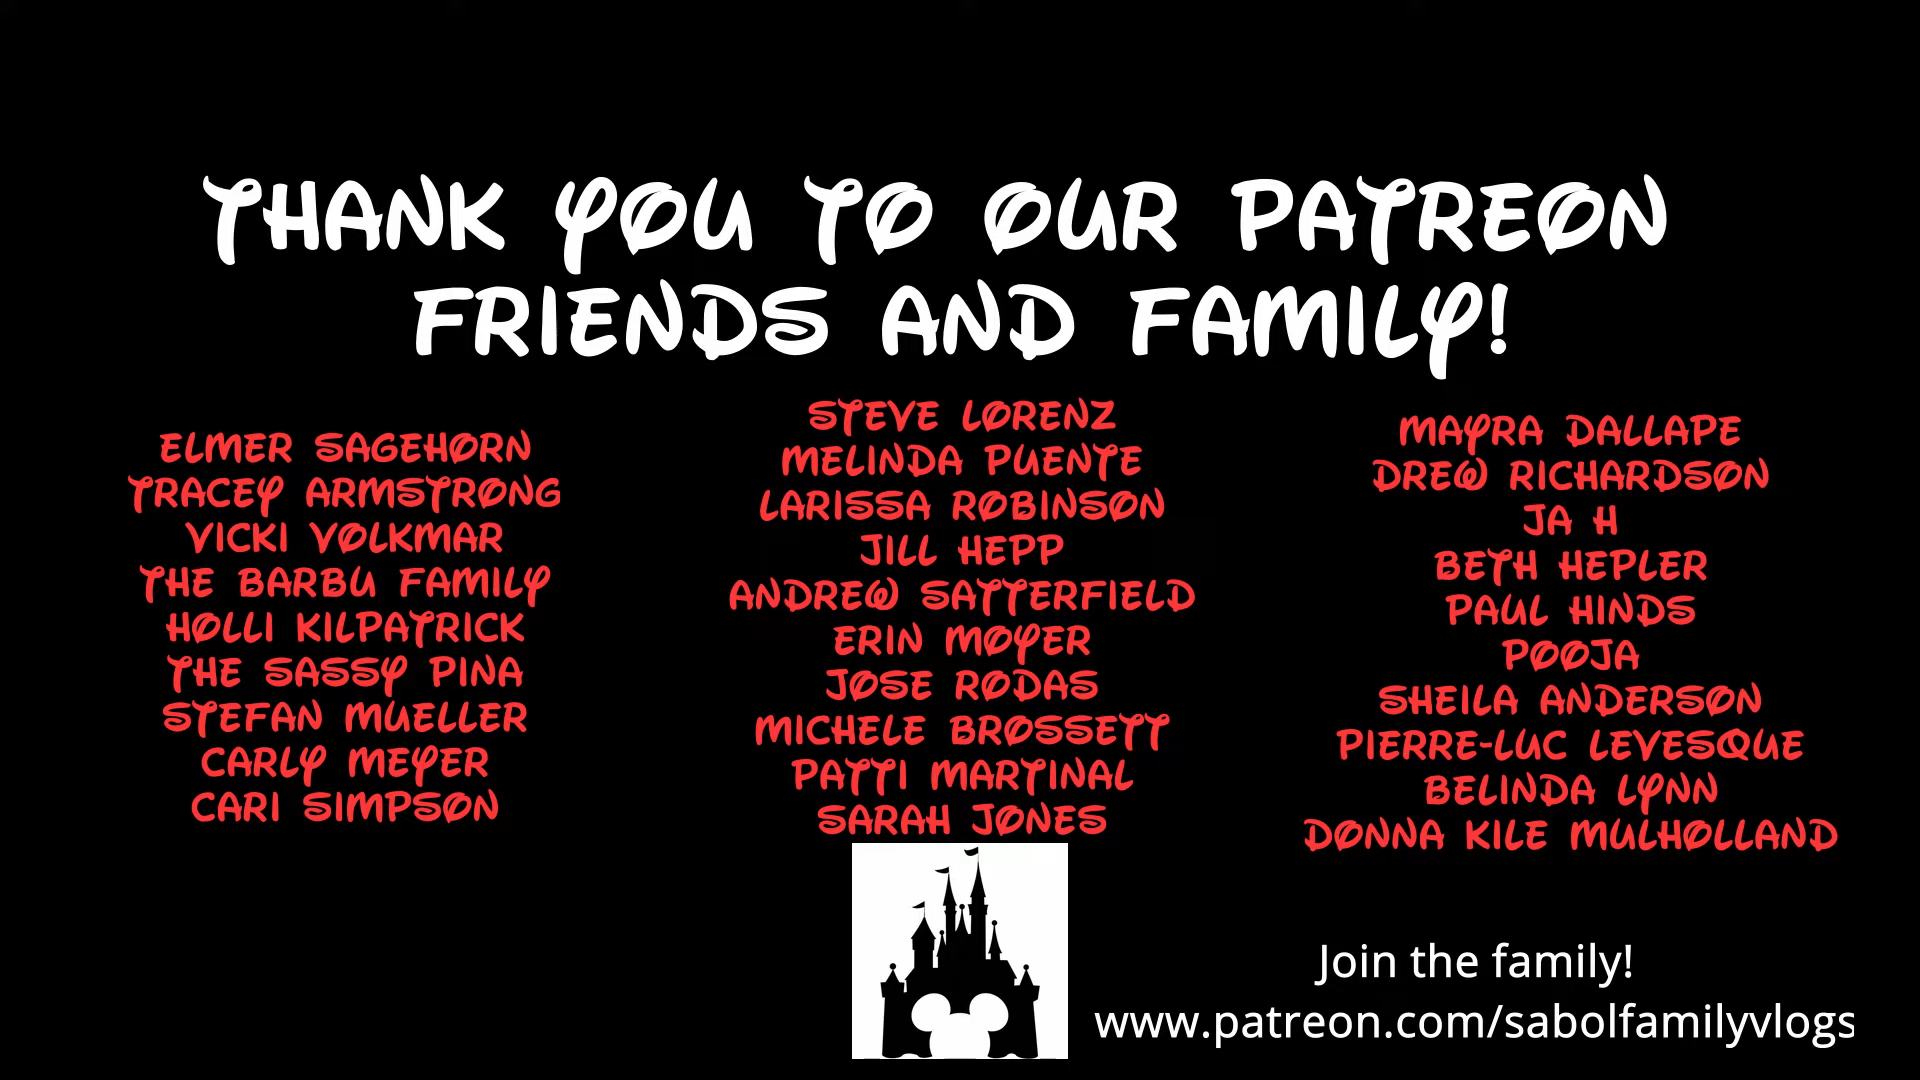 THANK YOU TO OUR PATREON
FRIENDS AND FAMILY!
ELMER SAGEHORN
TRACEY ARMSTRONG
VICKI VOLKMAR
THE BARBU FAMILY
HOLLI KILPATRICK
THE SASSY PINA
STEFAN MUELLER
CARLY MEYER
CARI SIMPSON
STEVE LORENZ
MELINDA PUENTE
LARISSA ROBINSON
JILL HEPP
ANDREW SATTERFIELD
ERIN MOYER
JOSE RODAS
MICHELE BROSSETT
PATTI MARTINAL
SARAH JONES
MAYRA DALLAPE
DREW RICHARDSON
JA H
BETH HEPLER
PAUL HINDS
POOJA
SHEILA ANDERSON
PIERRE-LUC LEVESQUE
BELINDA LYNN
DONNA KILE MULHOLLAND
Join the family!
www.patreon.com/sabolfamilyvlogs